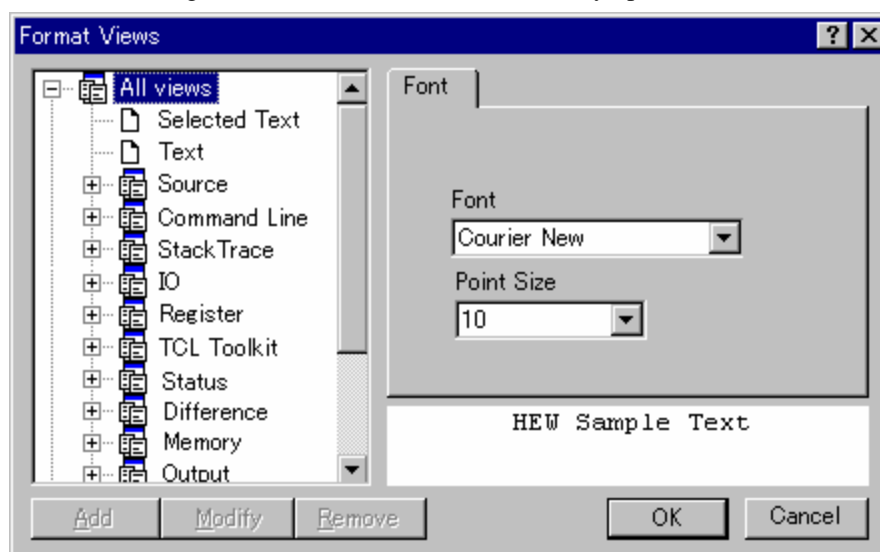 Format Views
All views
Selected Text
Text
Source
Command Line
StackTrace
IO
Register
TCL Toolkit
Status
Difference
Memory
Output
Font
Font
Courier New
Point Size
10
HEW Sample Text
Add Modify Remove OK Cancel